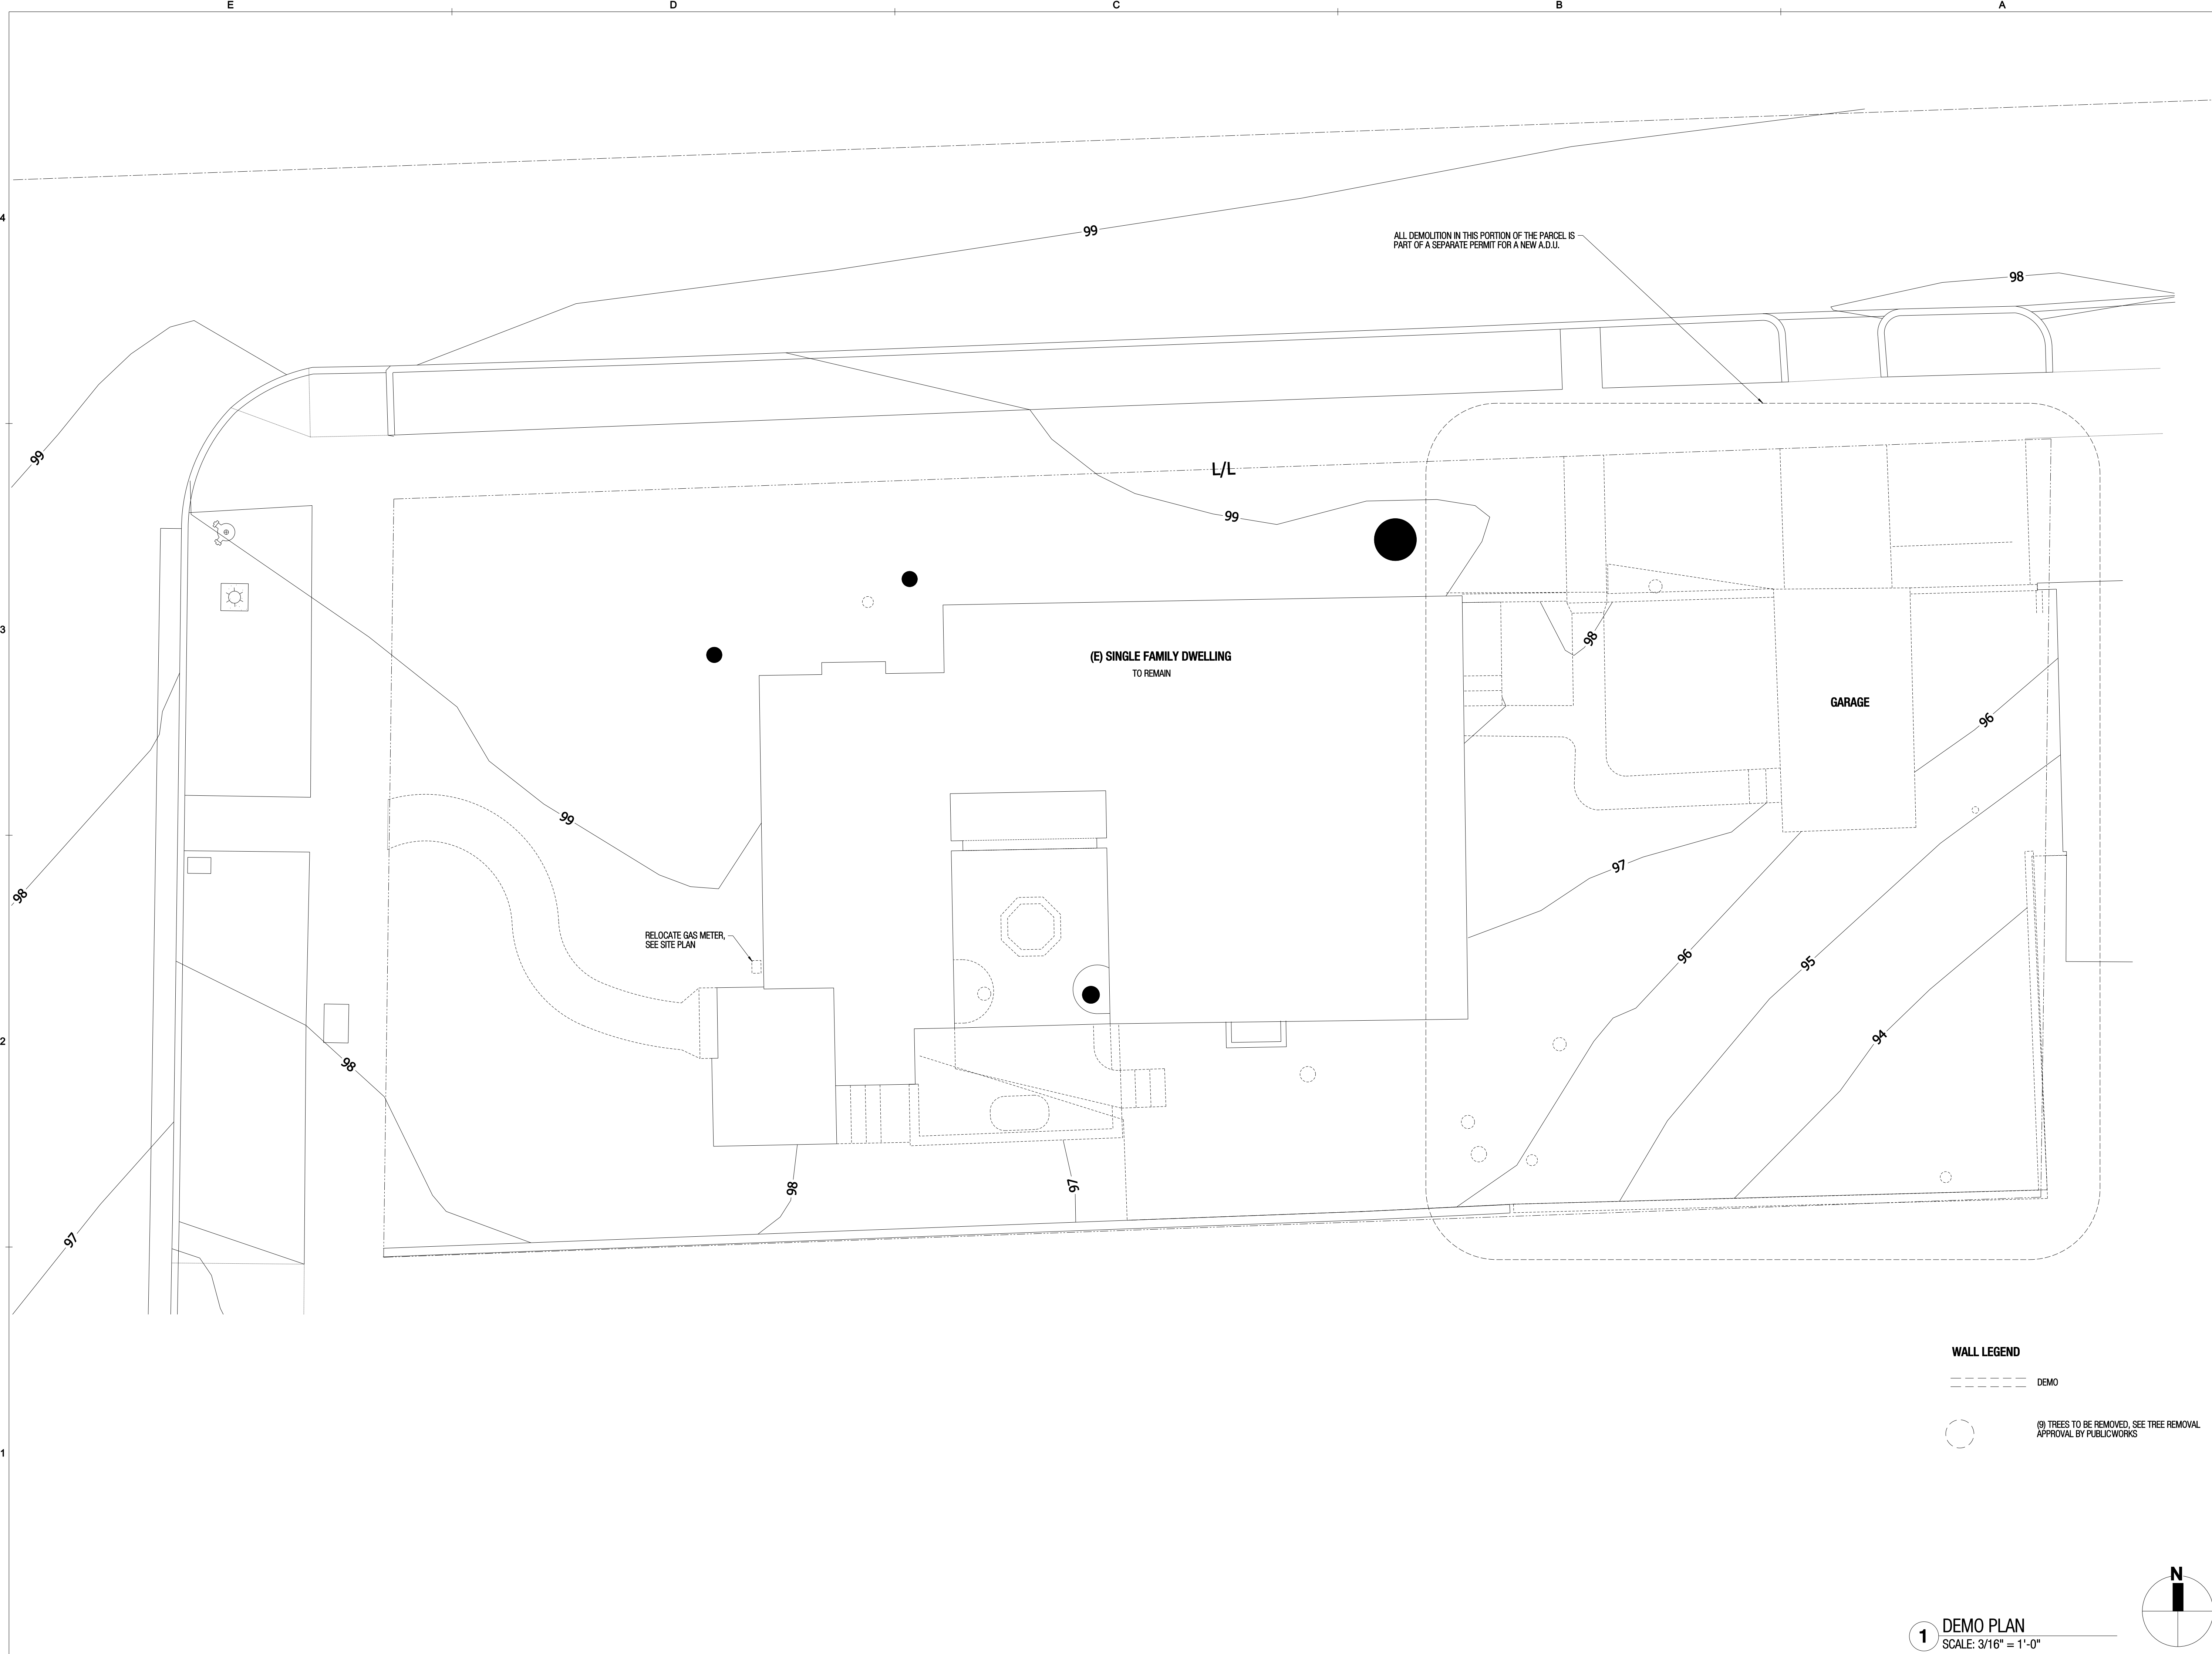 E D C B A
4
99
ALL DEMOLITION IN THIS PORTION OF THE PARCEL IS
PART OF A SEPARATE PERMIT FOR A NEW A.D.U.
98
99
L/L
99
3
98
(E) SINGLE FAMILY DWELLING
TO REMAIN
GARAGE
96
99
97
98
RELOCATE GAS METER,
SEE SITE PLAN
96
95
2
94
98
98
97
97
WALL LEGEND
DEMO
(9) TREES TO BE REMOVED, SEE TREE REMOVAL
APPROVAL BY PUBLICWORKS
1
N
1 DEMO PLAN
SCALE: 3/16" = 1'-0"